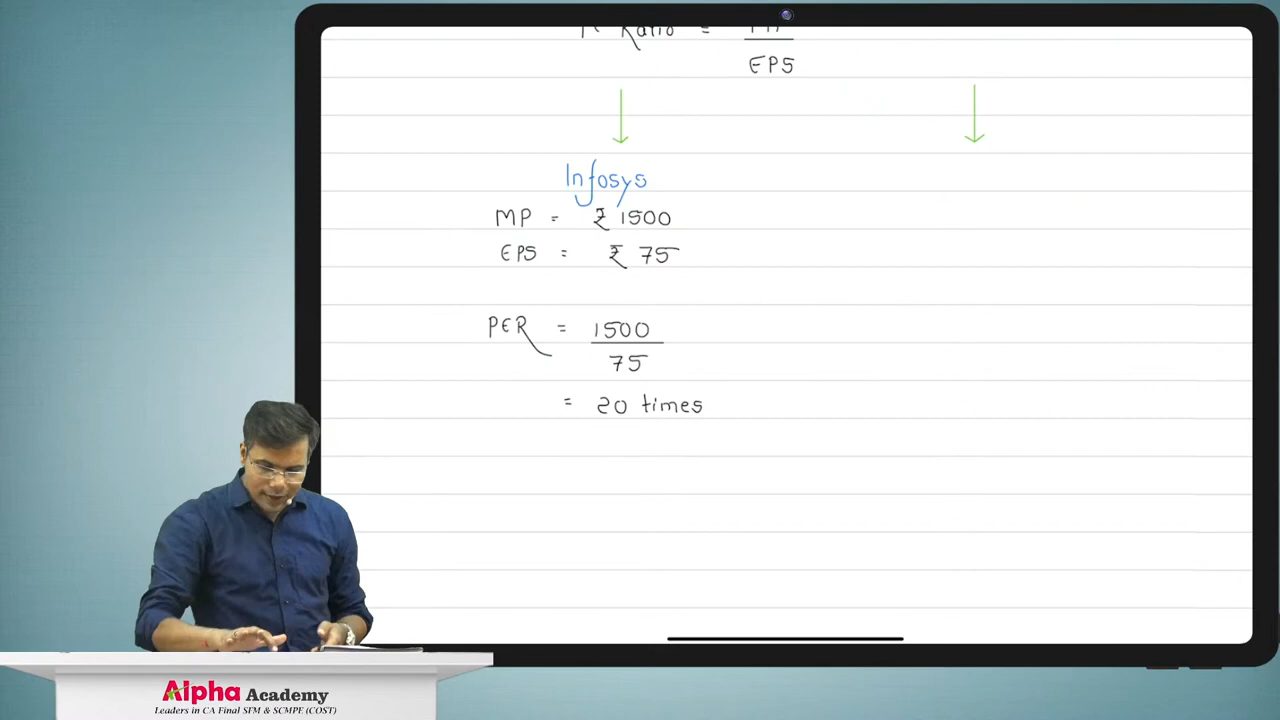 Ratio =
EPS
Infosys
MP = ₹ 1500
EPS = ₹ 75
PER = 1500
75
= 20 times
Alpha Academy
Leaders in CA Final SFM & SCMPE (COST)